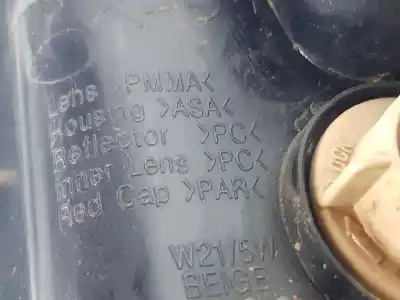 Lens >PMMA<
Housing >ASA<
Reflector >PC<
Inner Lens >PC<
Red Cap >PAR<
W21/5W
BEIGE